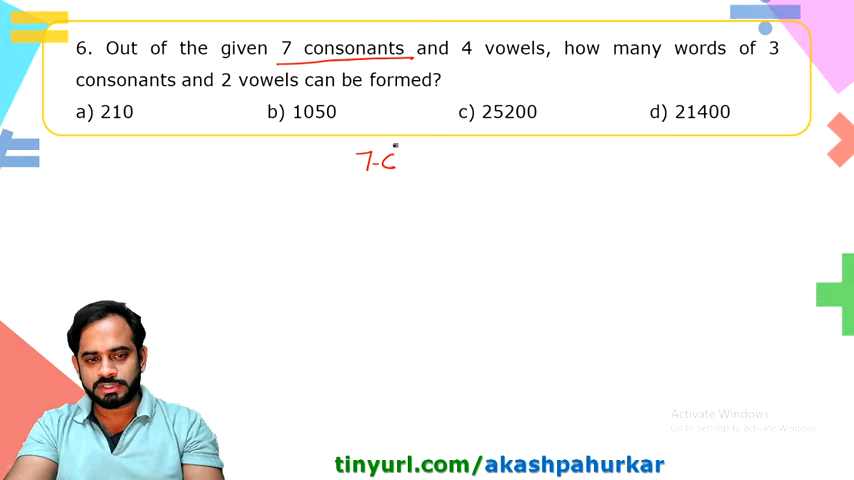 6. Out of the given 7 consonants and 4 vowels, how many words of 3
consonants and 2 vowels can be formed?
a) 210 b) 1050 c) 25200 d) 21400
7-C
Activate Windows
Go to Settings to activate Windows.
tinyurl.com/akashpahurkar